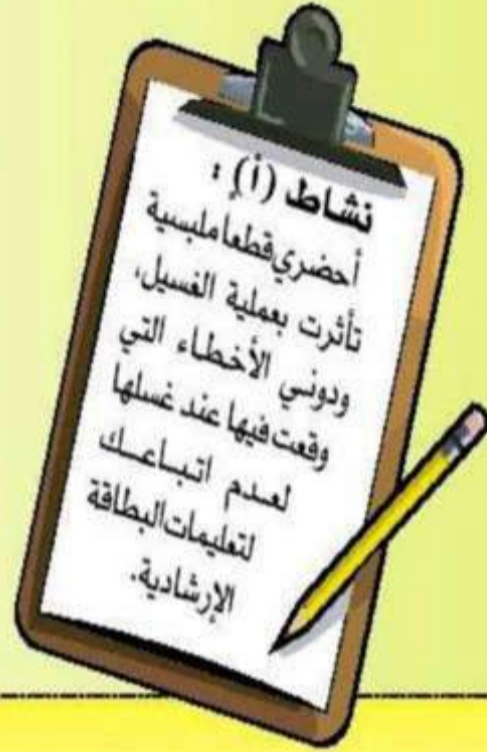 نشاط (أ) :
أحضري قطعا ملبسية
تأثرت بعملية الغسيل،
ودوني الأخطاء التي
وقعت فيها عند غسلها
لعدم اتباعك
لتعليمات البطاقة
الإرشادية.